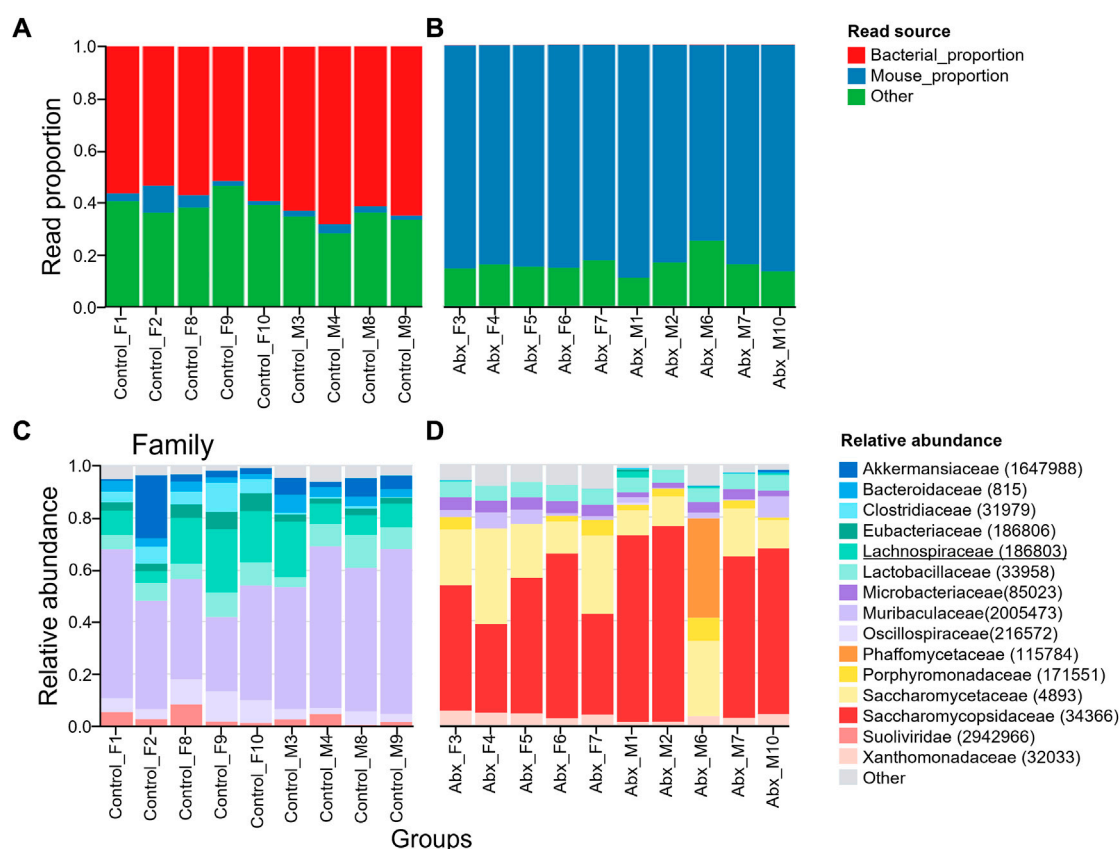 A
B
Read source
Bacterial_proportion
Mouse_proportion
Other
Read proportion
1.0
0.8
0.6
0.4
0.2
0.0
Control_F1
Control_F2
Control_F8
Control_F9
Control_F10
Control_M3
Control_M4
Control_M8
Control_M9
Abx_F3
Abx_F4
Abx_F5
Abx_F6
Abx_F7
Abx_M1
Abx_M2
Abx_M6
Abx_M7
Abx_M10
C
Family
D
Relative abundance
1.0
0.8
0.6
0.4
0.2
0.0
Control_F1
Control_F2
Control_F8
Control_F9
Control_F10
Control_M3
Control_M4
Control_M8
Control_M9
Abx_F3
Abx_F4
Abx_F5
Abx_F6
Abx_F7
Abx_M1
Abx_M2
Abx_M6
Abx_M7
Abx_M10
Groups
Relative abundance
Akkermansiaceae (1647988)
Bacteroidaceae (815)
Clostridiaceae (31979)
Eubacteriaceae (186806)
Lachnospiraceae (186803)
Lactobacillaceae (33958)
Microbacteriaceae (85023)
Muribaculaceae(2005473)
Oscillospiraceae(216572)
Phaffomycetaceae (115784)
Porphyromonadaceae (171551)
Saccharomycetaceae (4893)
Saccharomycopsidaceae (34366)
Suoliviridae (2942966)
Xanthomonadaceae (32033)
Other